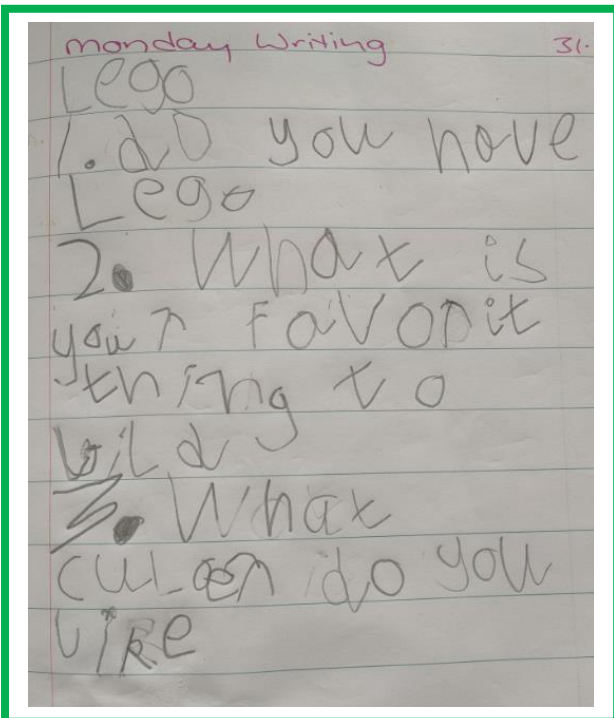 monday Writing 31.
Lego
1. do you have
Lego
2. What is
your favorit
thing to
bild
3. What
culoer do you
like